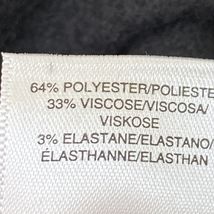 64% POLYESTER/POLIESTE
33% VISCOSE/VISCOSA/
VISKOSE
3% ELASTANE/ELASTANO/
ÉLASTHANNE/ELASTHAN